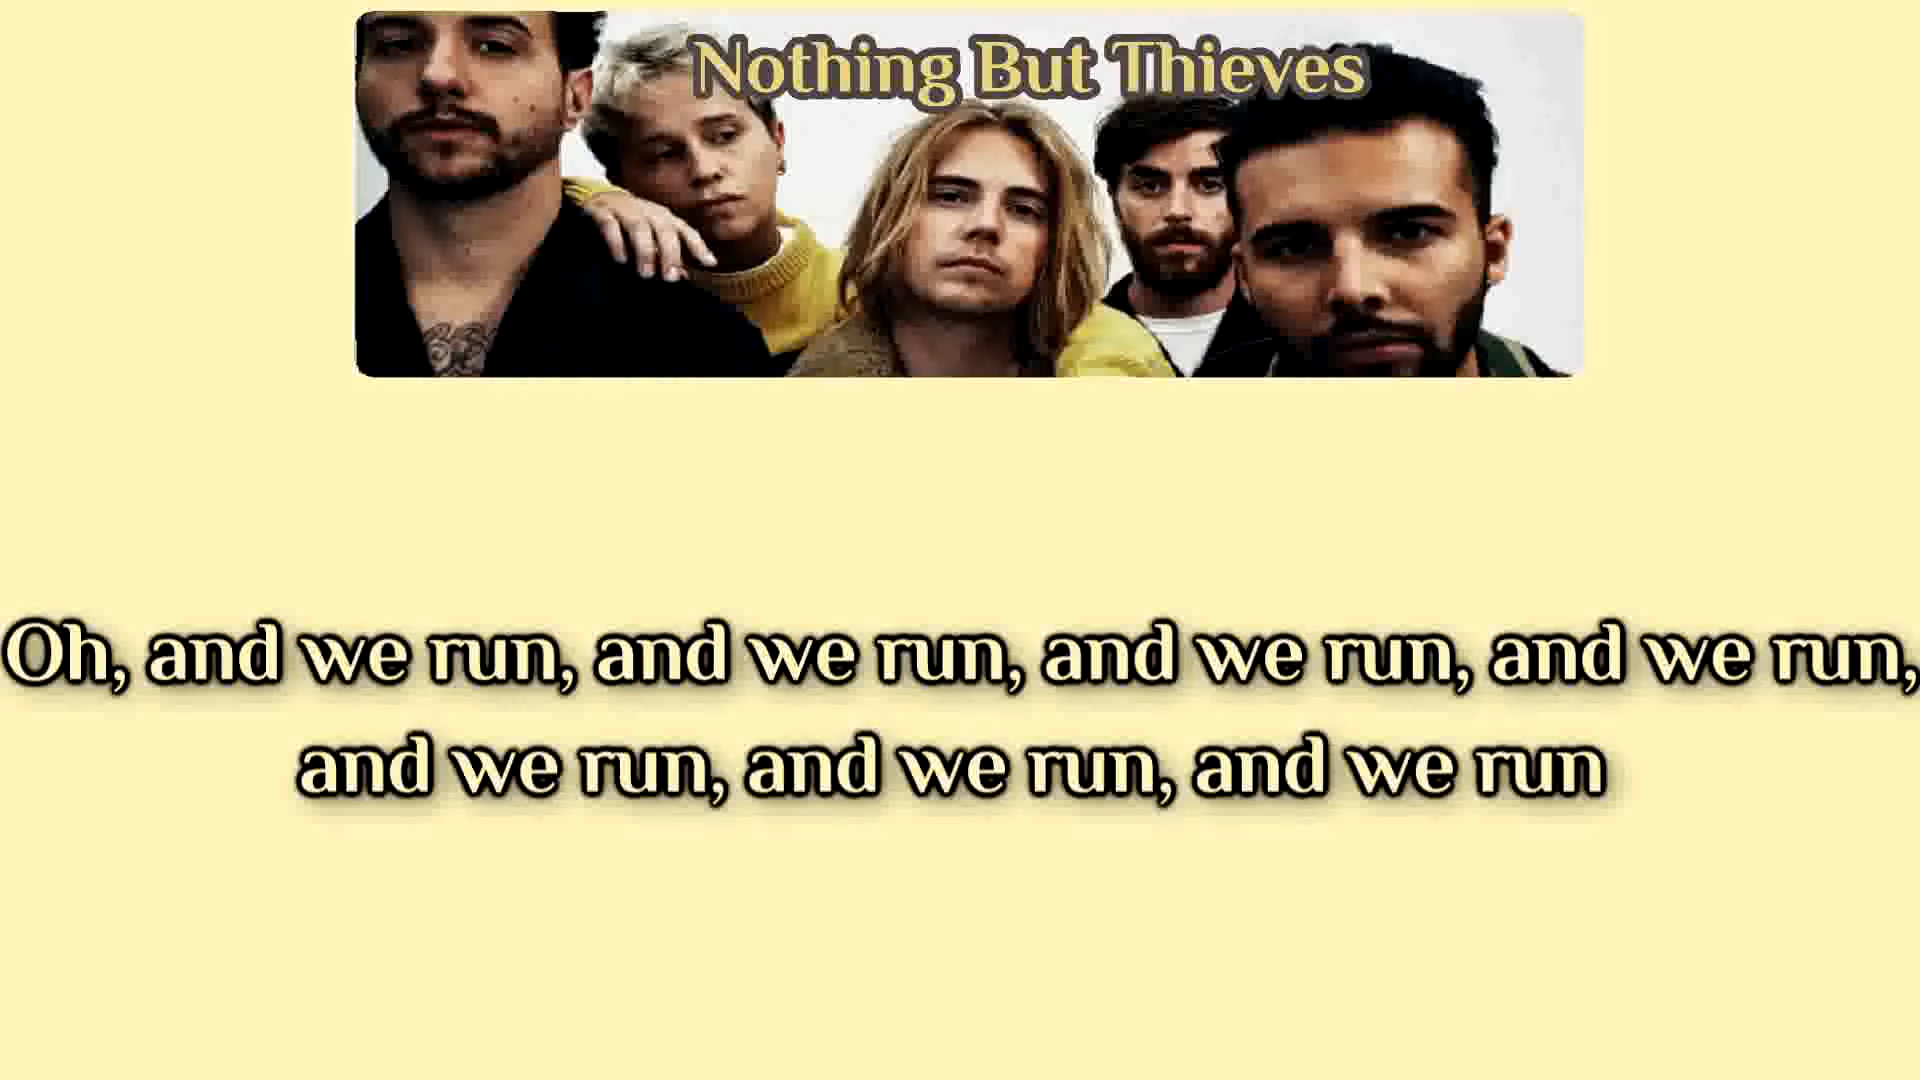 Nothing But Thieves
Oh, and we run, and we run, and we run, and we run,
and we run, and we run, and we run